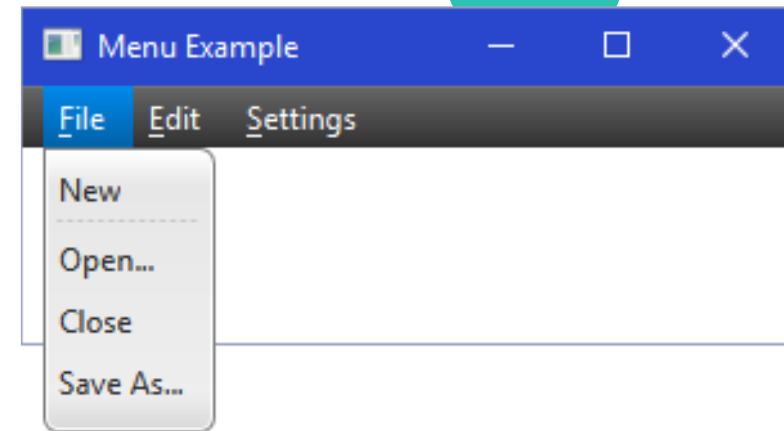 Menu Example
File Edit Settings
New
Open...
Close
Save As...